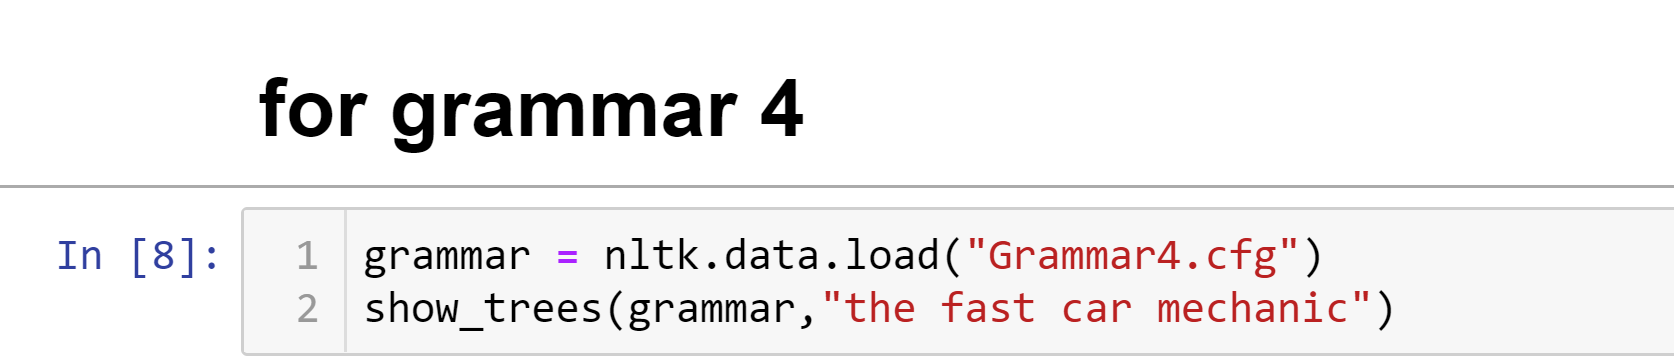 for grammar 4
In [8]:
1 grammar = nltk.data.load("Grammar4.cfg")
2 show_trees(grammar,"the fast car mechanic")